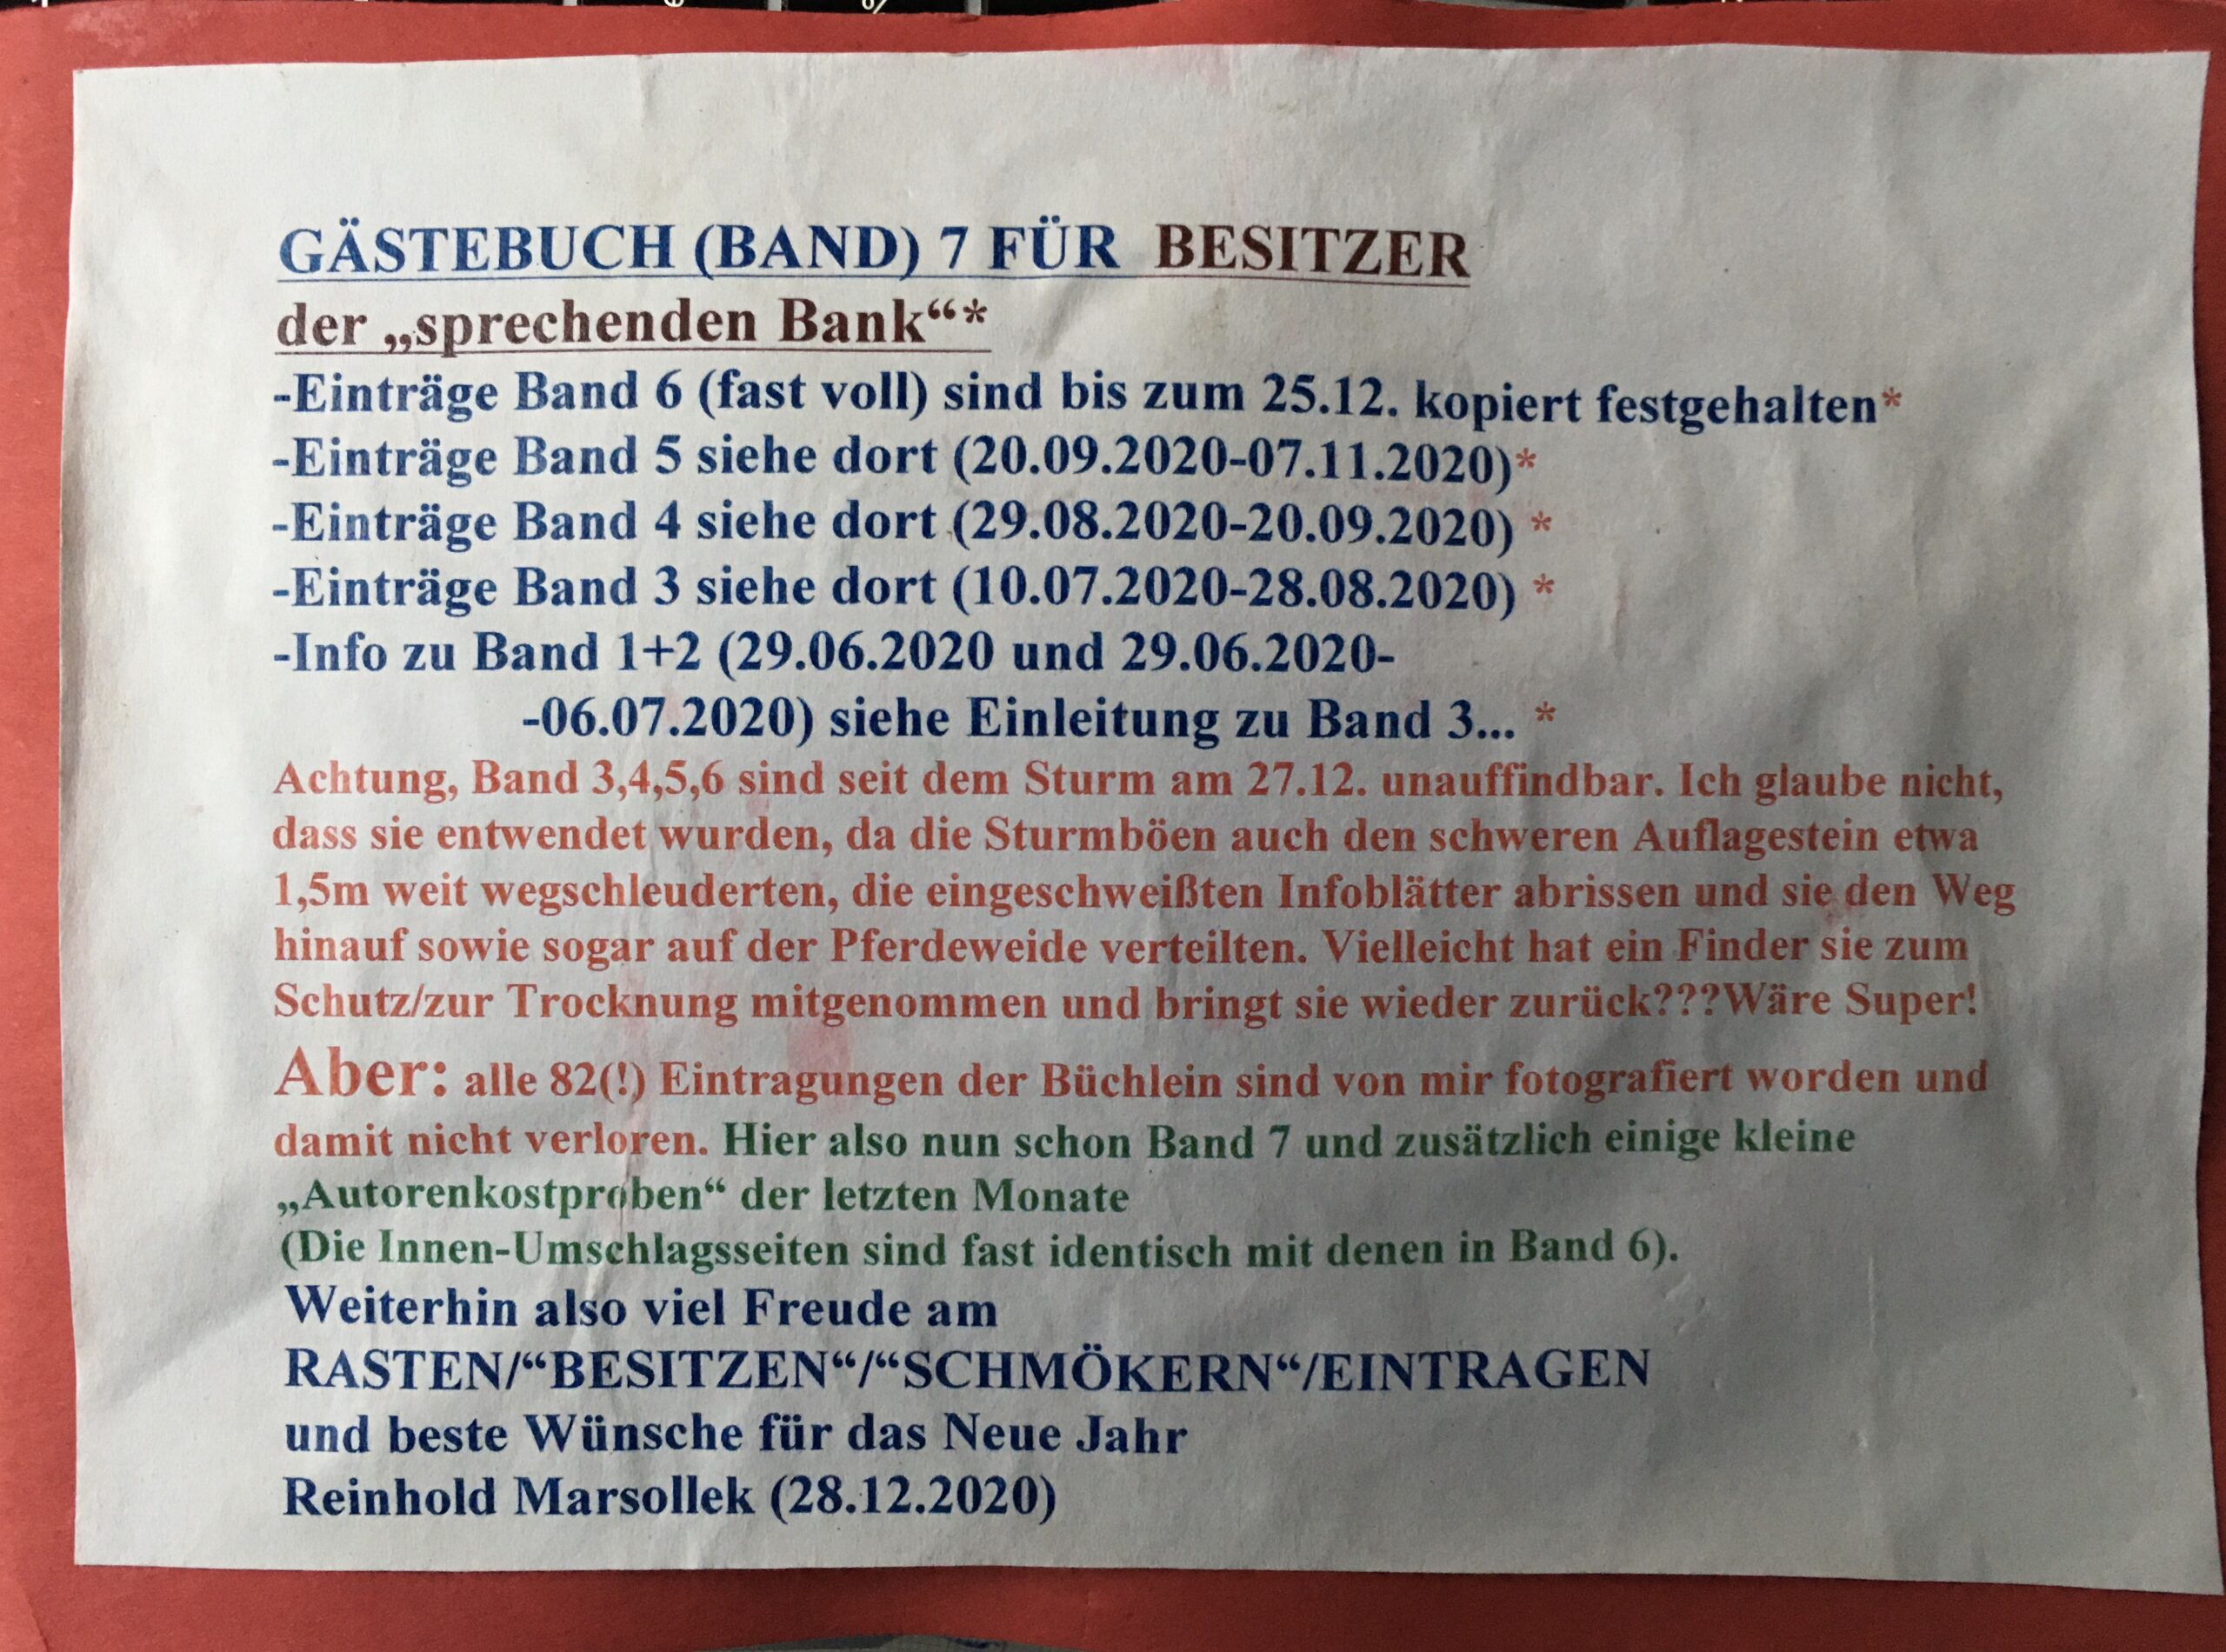 GÄSTEBUCH (BAND) 7 FÜR BESITZER
der „sprechenden Bank“*
-Einträge Band 6 (fast voll) sind bis zum 25.12. kopiert festgehalten*
-Einträge Band 5 siehe dort (20.09.2020-07.11.2020)*
-Einträge Band 4 siehe dort (29.08.2020-20.09.2020) *
-Einträge Band 3 siehe dort (10.07.2020-28.08.2020) *
-Info zu Band 1+2 (29.06.2020 und 29.06.2020-
-06.07.2020) siehe Einleitung zu Band 3... *
Achtung, Band 3,4,5,6 sind seit dem Sturm am 27.12. unauffindbar. Ich glaube nicht,
dass sie entwendet wurden, da die Sturmböen auch den schweren Auflagestein etwa
1,5m weit wegschleuderten, die eingeschweißten Infoblätter abrissen und sie den Weg
hinauf sowie sogar auf der Pferdeweide verteilten. Vielleicht hat ein Finder sie zum
Schutz/zur Trocknung mitgenommen und bringt sie wieder zurück???Wäre Super!
Aber: alle 82(!) Eintragungen der Büchlein sind von mir fotografiert worden und
damit nicht verloren. Hier also nun schon Band 7 und zusätzlich einige kleine
„Autorenkostproben“ der letzten Monate
(Die Innen-Umschlagsseiten sind fast identisch mit denen in Band 6).
Weiterhin also viel Freude am
RASTEN/“BESITZEN“/“SCHMÖKERN“/EINTRAGEN
und beste Wünsche für das Neue Jahr
Reinhold Marsollek (28.12.2020)